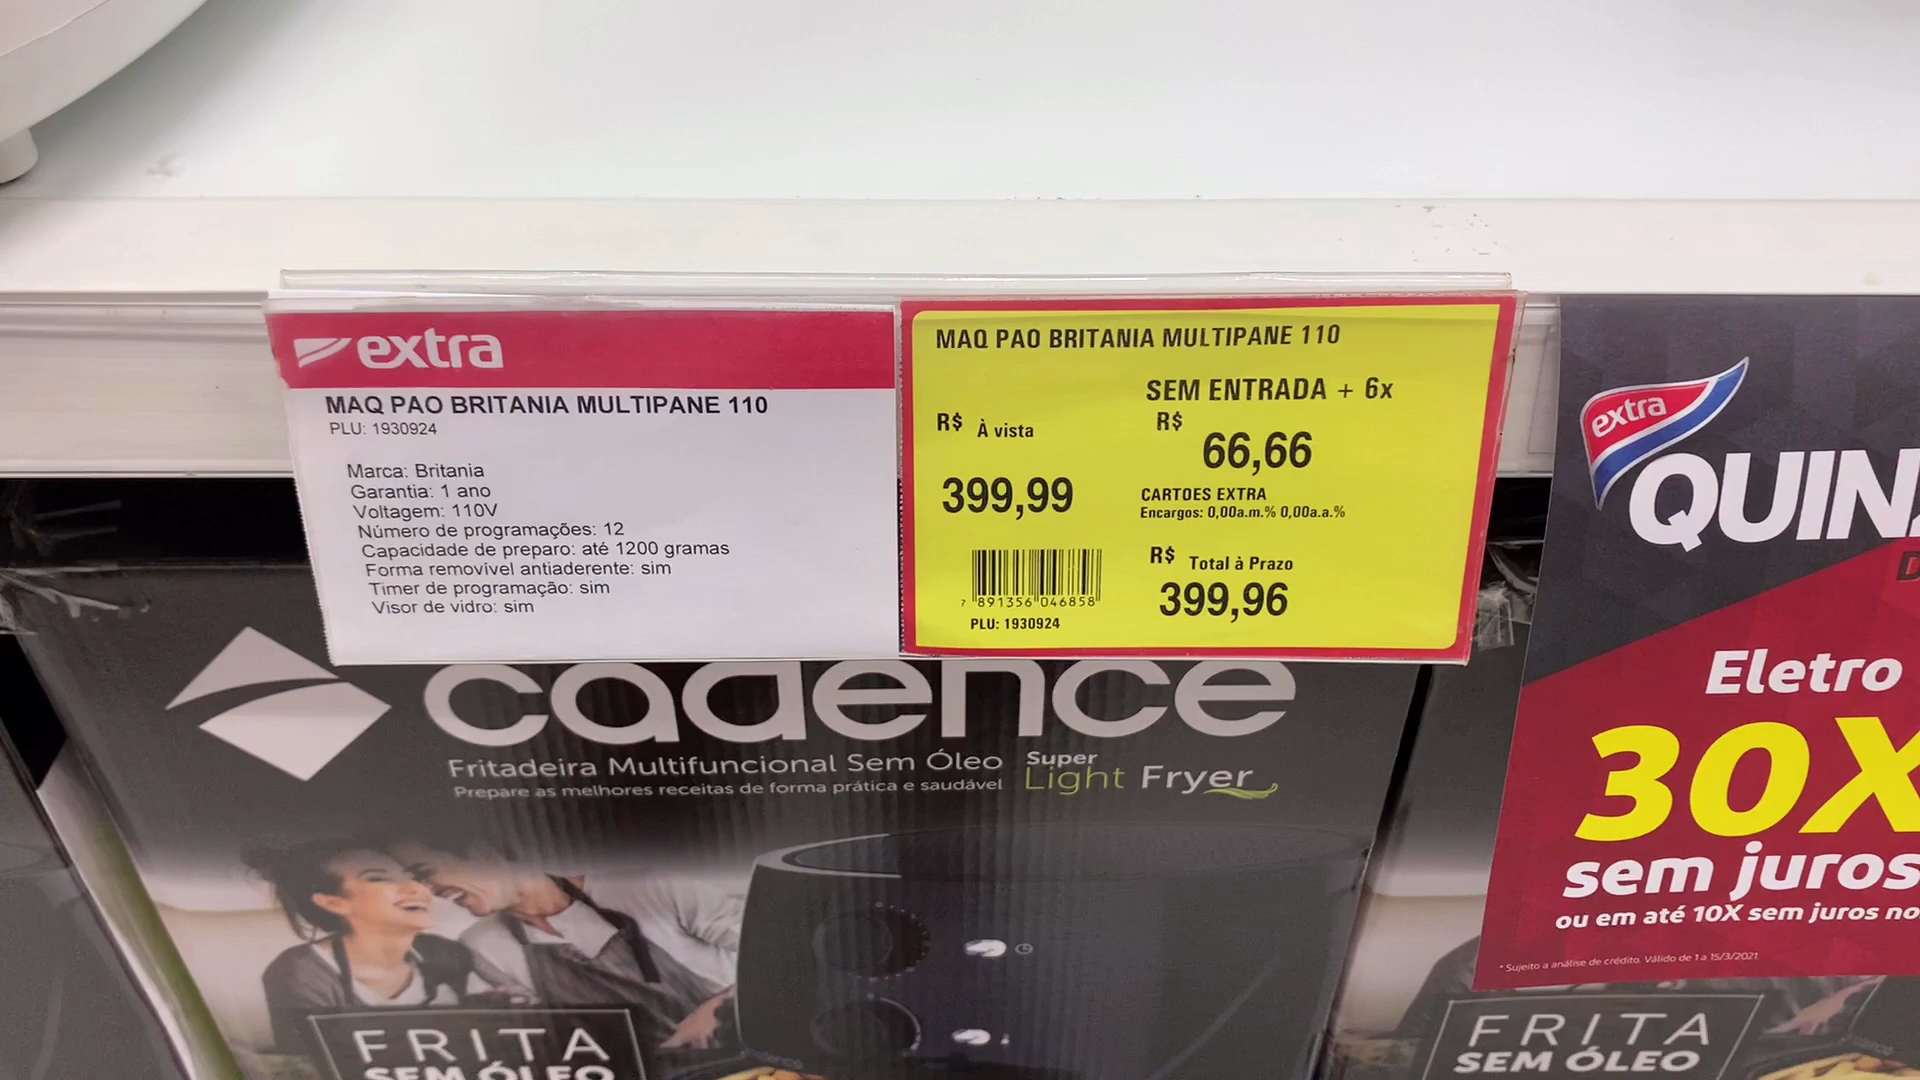 extra
MAQ PAO BRITANIA MULTIPANE 110
PLU: 1930924
Marca: Britania
Garantia: 1 ano
Voltagem: 110V
Número de programações: 12
Capacidade de preparo: até 1200 gramas
Forma removível antiaderente: sim
Timer de programação: sim
Visor de vidro: sim
MAQ PAO BRITANIA MULTIPANE 110
SEM ENTRADA + 6x
R$ À vista
399,99
R$
66,66
CARTOES EXTRA
Encargos: 0,00a.m.% 0,00a.a.%
R$ Total à Prazo
399,96
7 891356 046858
PLU: 1930924
cadence
Fritadeira Multifuncional Sem Óleo
Prepare as melhores receitas de forma prática e saudável
Super
Light Fryer
FRITA
SEM ÓLEO
extra
Eletro
30X
sem juros
ou em até 10X sem juros no
* Sujeito a análise de crédito. Válido de 1 a 15/3/2021
FRITA
SEM ÓLEO